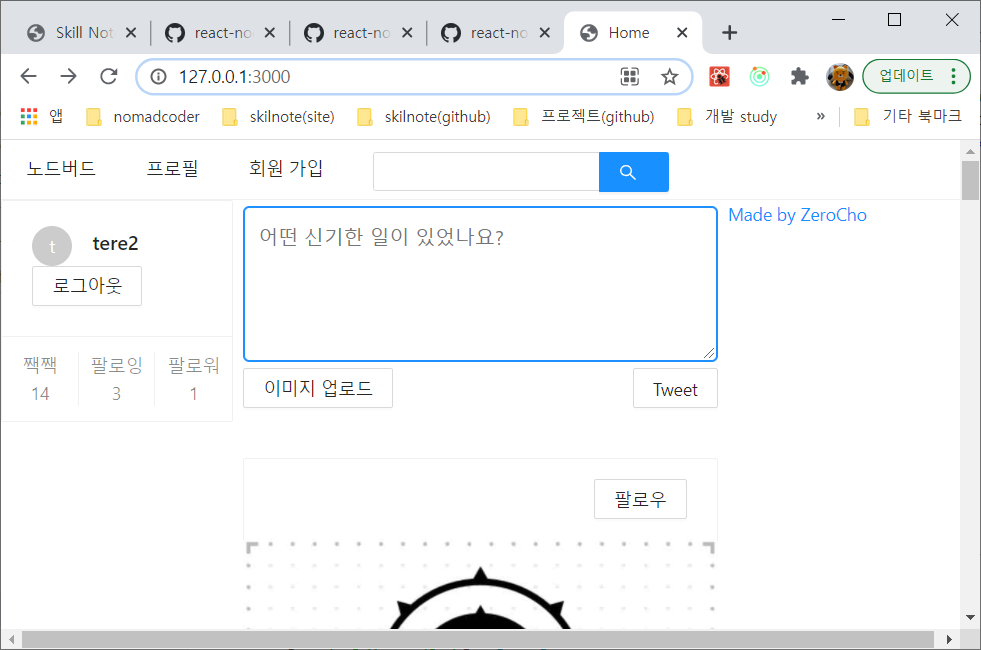 Skill Not
react-no
react-no
react-no
Home
127.0.0.1:3000
업데이트
앱
nomadcoder
skilnote(site)
skilnote(github)
프로젝트(github)
개발 study
»
기타 북마크
노드버드
프로필
회원 가입
t
tere2
로그아웃
짹짹
14
팔로잉
3
팔로워
1
어떤 신기한 일이 있었나요?
이미지 업로드
Tweet
Made by ZeroCho
팔로우